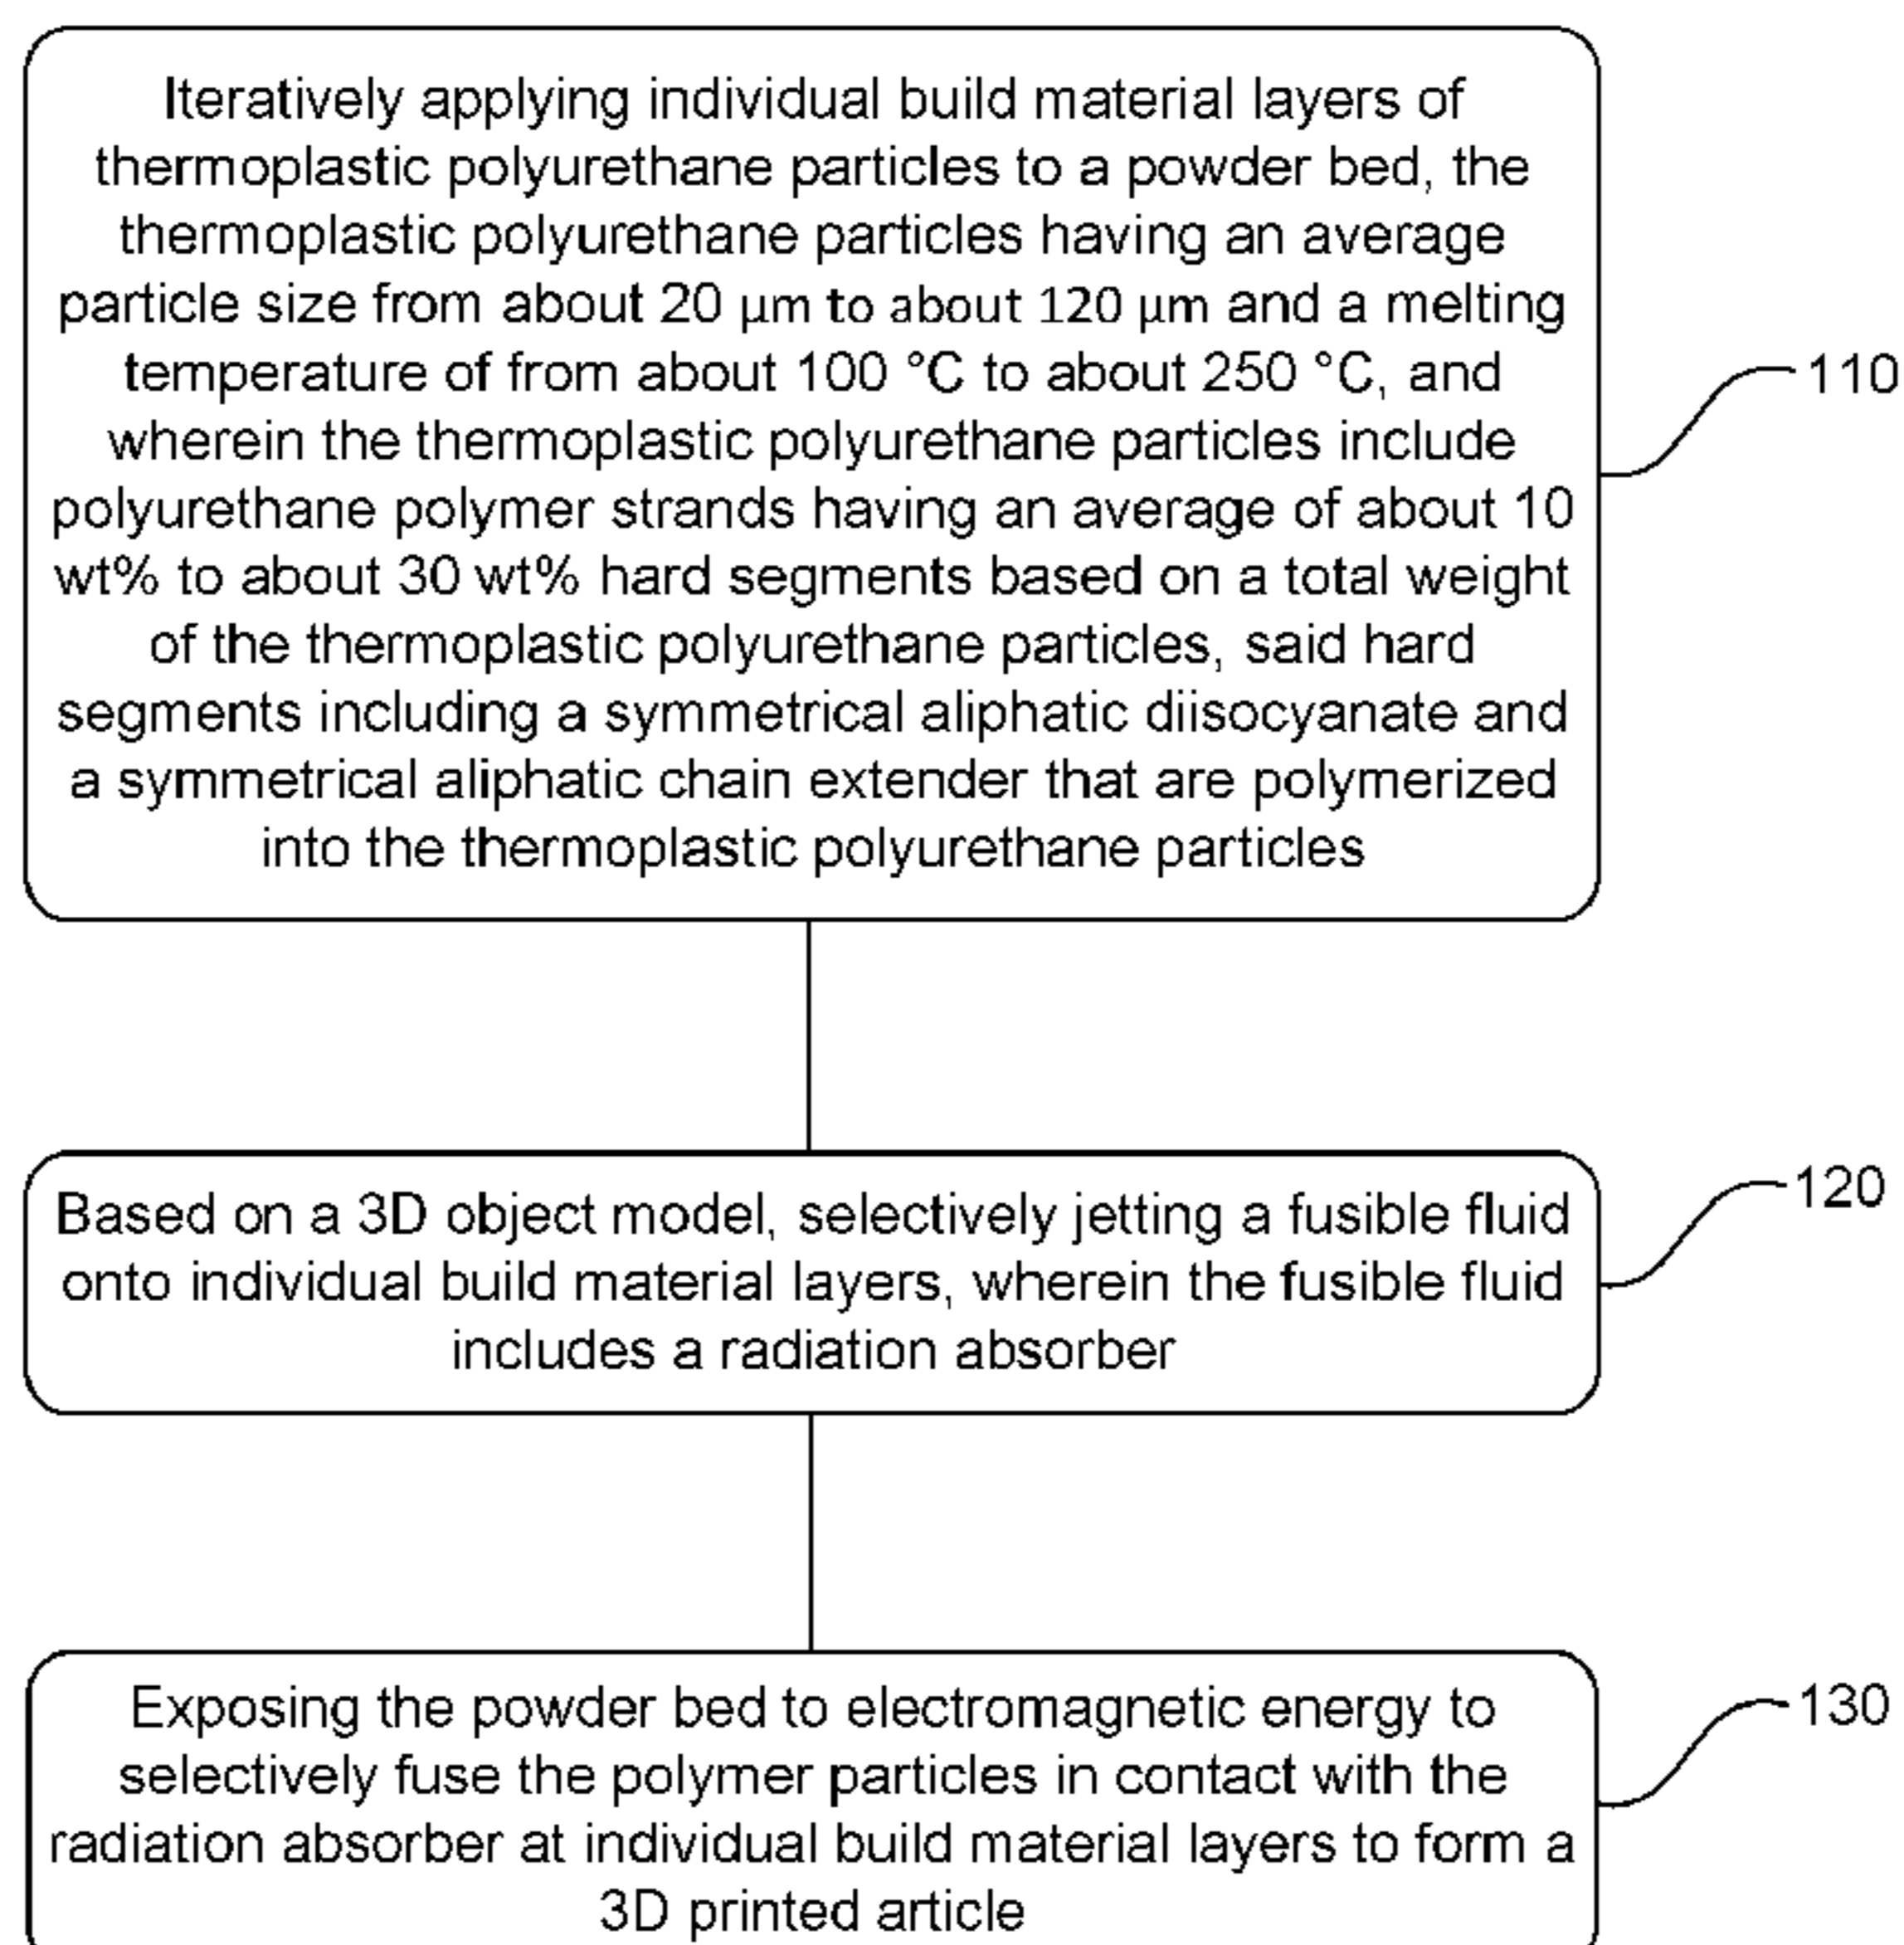 Iteratively applying individual build material layers of
thermoplastic polyurethane particles to a powder bed, the
thermoplastic polyurethane particles having an average
particle size from about 20 μm to about 120 μm and a melting
temperature of from about 100 °C to about 250 °C, and
wherein the thermoplastic polyurethane particles include
polyurethane polymer strands having an average of about 10
wt% to about 30 wt% hard segments based on a total weight
of the thermoplastic polyurethane particles, said hard
segments including a symmetrical aliphatic diisocyanate and
a symmetrical aliphatic chain extender that are polymerized
into the thermoplastic polyurethane particles
110
Based on a 3D object model, selectively jetting a fusible fluid
onto individual build material layers, wherein the fusible fluid
includes a radiation absorber
120
Exposing the powder bed to electromagnetic energy to
selectively fuse the polymer particles in contact with the
radiation absorber at individual build material layers to form a
3D printed article
130